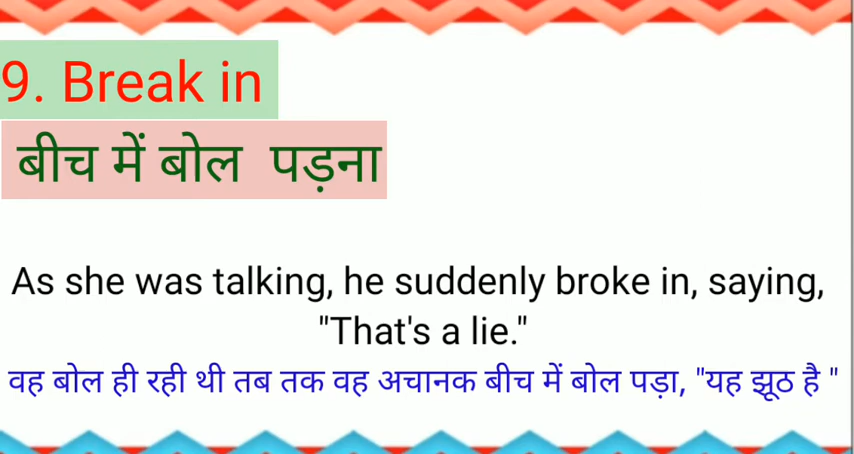 9. Break in
बीच में बोल पड़ना
As she was talking, he suddenly broke in, saying,
"That's a lie."
वह बोल ही रही थी तब तक वह अचानक बीच में बोल पड़ा, "यह झूठ है "